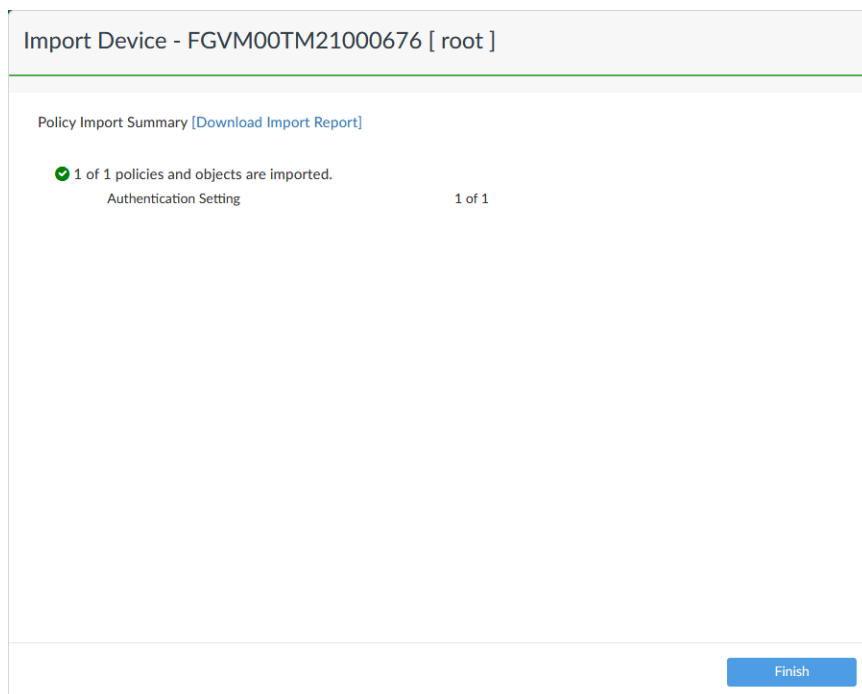 Import Device - FGVM00TM21000676 [ root ]
Policy Import Summary [Download Import Report]
1 of 1 policies and objects are imported.
Authentication Setting 1 of 1
Finish